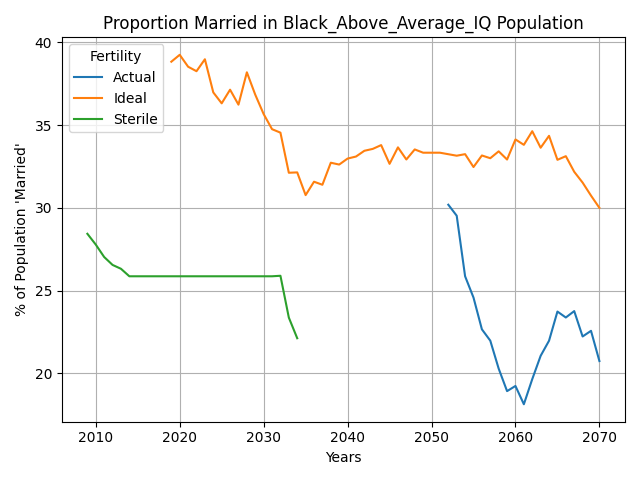 Proportion Married in Black_Above_Average_IQ Population
40
35
30
25
20
% of Population 'Married'
Fertility
Actual
Ideal
Sterile
2010 2020 2030 2040 2050 2060 2070
Years